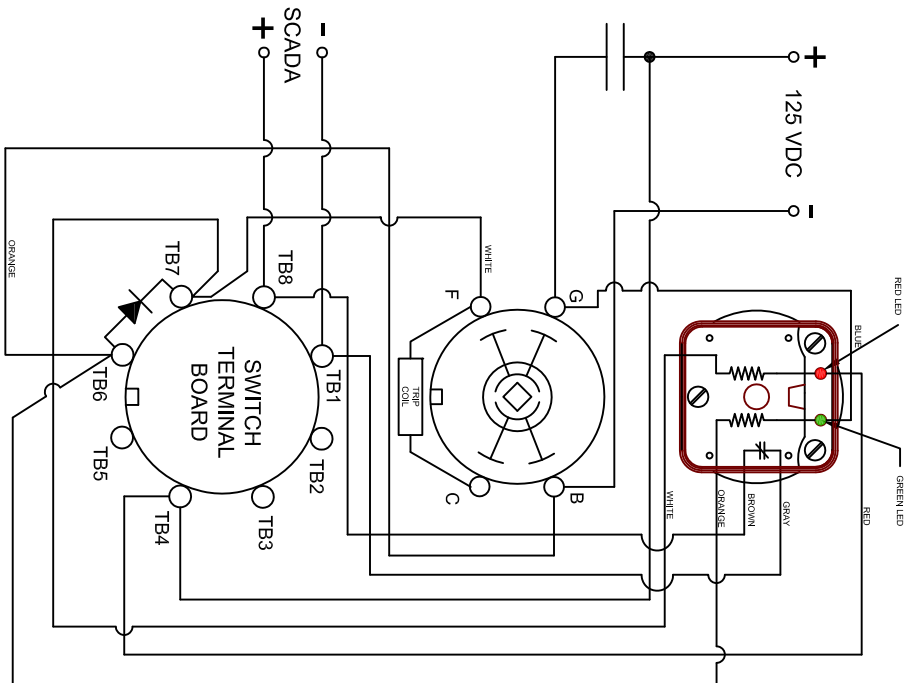 +
-
SCADA
+
125 VDC
-
RED LED
BLUE
GREEN LED
RED
GRAY
BROWN
ORANGE
WHITE
WHITE
ORANGE
F
G
C
B
TRIP
COIL
TB7
TB8
TB1
TB2
TB3
TB4
TB5
TB6
SWITCH
TERMINAL
BOARD